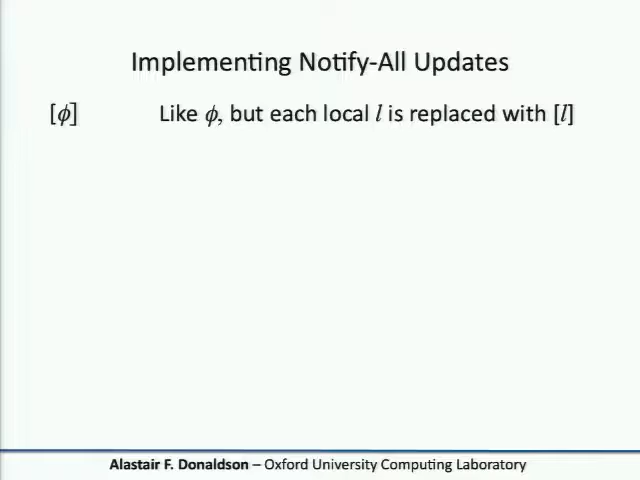 Implementing Notify-All Updates
[ϕ] Like ϕ, but each local l is replaced with [l]
Alastair F. Donaldson – Oxford University Computing Laboratory